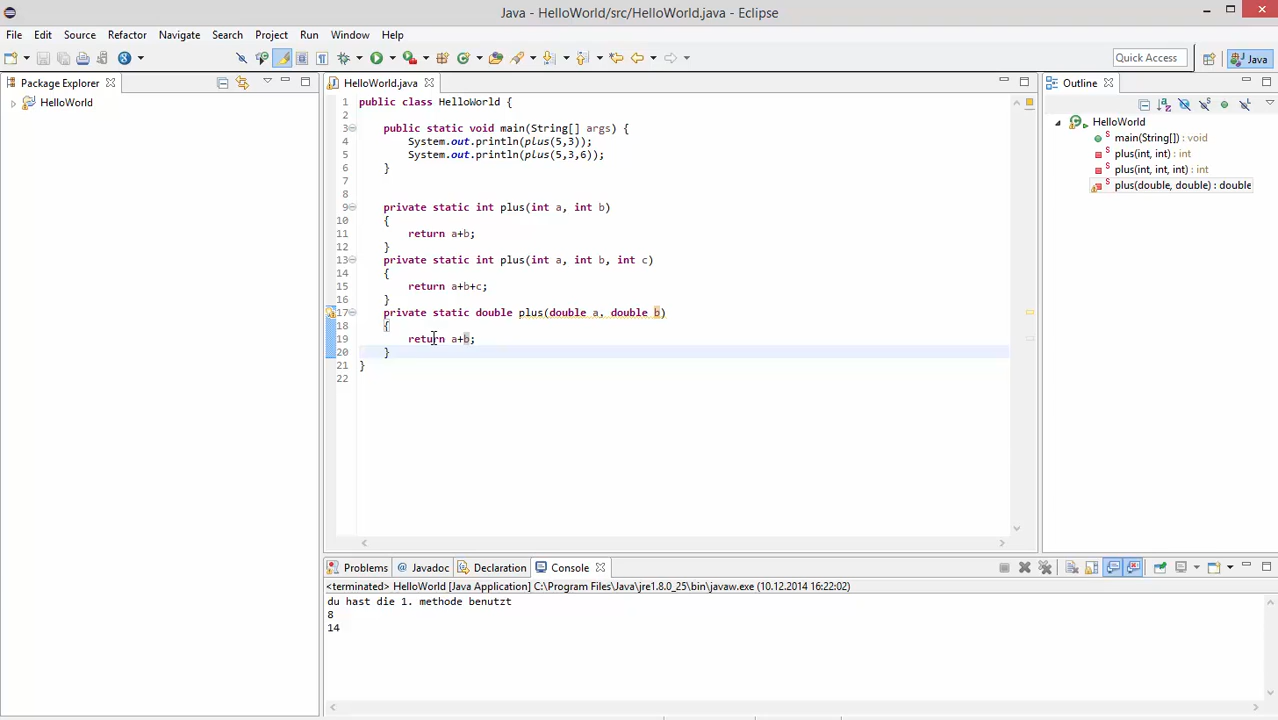 Java - HelloWorld/src/HelloWorld.java - Eclipse
File Edit Source Refactor Navigate Search Project Run Window Help
Quick Access
Java
Package Explorer
HelloWorld
HelloWorld.java
1 public class HelloWorld {
2
3 public static void main(String[] args) {
4 System.out.println(plus(5,3));
5 System.out.println(plus(5,3,6));
6 }
7
8
9 private static int plus(int a, int b)
10 {
11 return a+b;
12 }
13 private static int plus(int a, int b, int c)
14 {
15 return a+b+c;
16 }
17 private static double plus(double a, double b)
18 {
19 return a+b;
20 }
21 }
22
Outline
HelloWorld
main(String[]) : void
plus(int, int) : int
plus(int, int, int) : int
plus(double, double) : double
Problems Javadoc Declaration Console
<terminated> HelloWorld [Java Application] C:\Program Files\Java\jre1.8.0_25\bin\javaw.exe (10.12.2014 16:22:02)
du hast die 1. methode benutzt
8
14